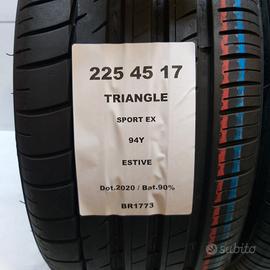 225 45 17
TRIANGLE
SPORT EX
94Y
ESTIVE
Dot.2020 / Bat.90%
BR1773
subito